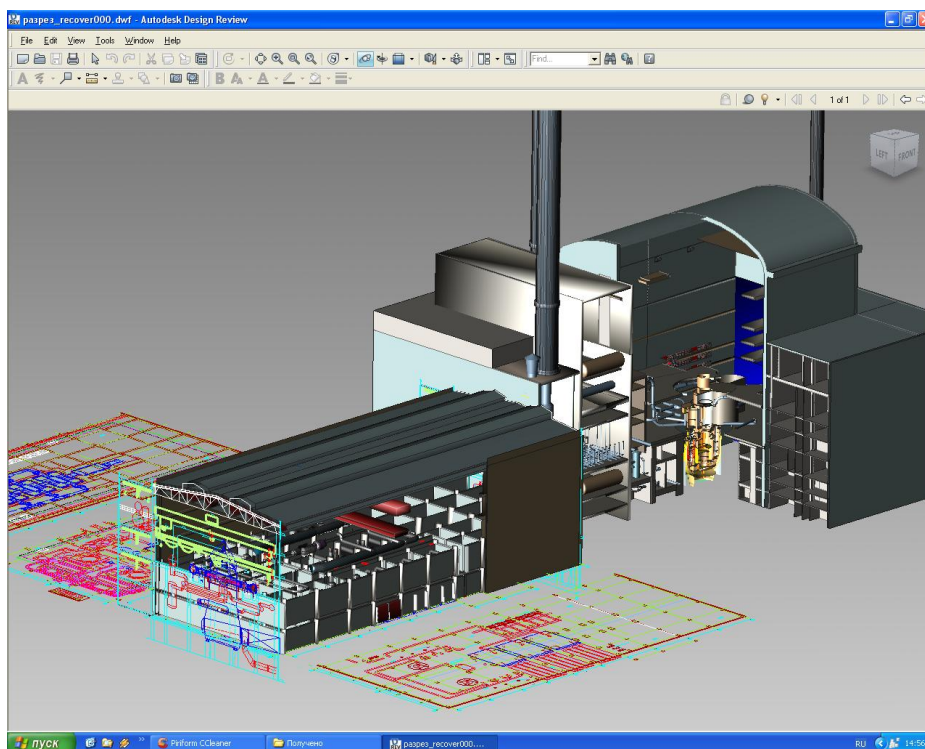 разрез_recover000.dwf - Autodesk Design Review
File Edit View Tools Window Help
Find...
A
B A A
1 of 1
LEFT FRONT
пуск
Piriform CCleaner
Получено
разрез_recover000....
RU
14:56